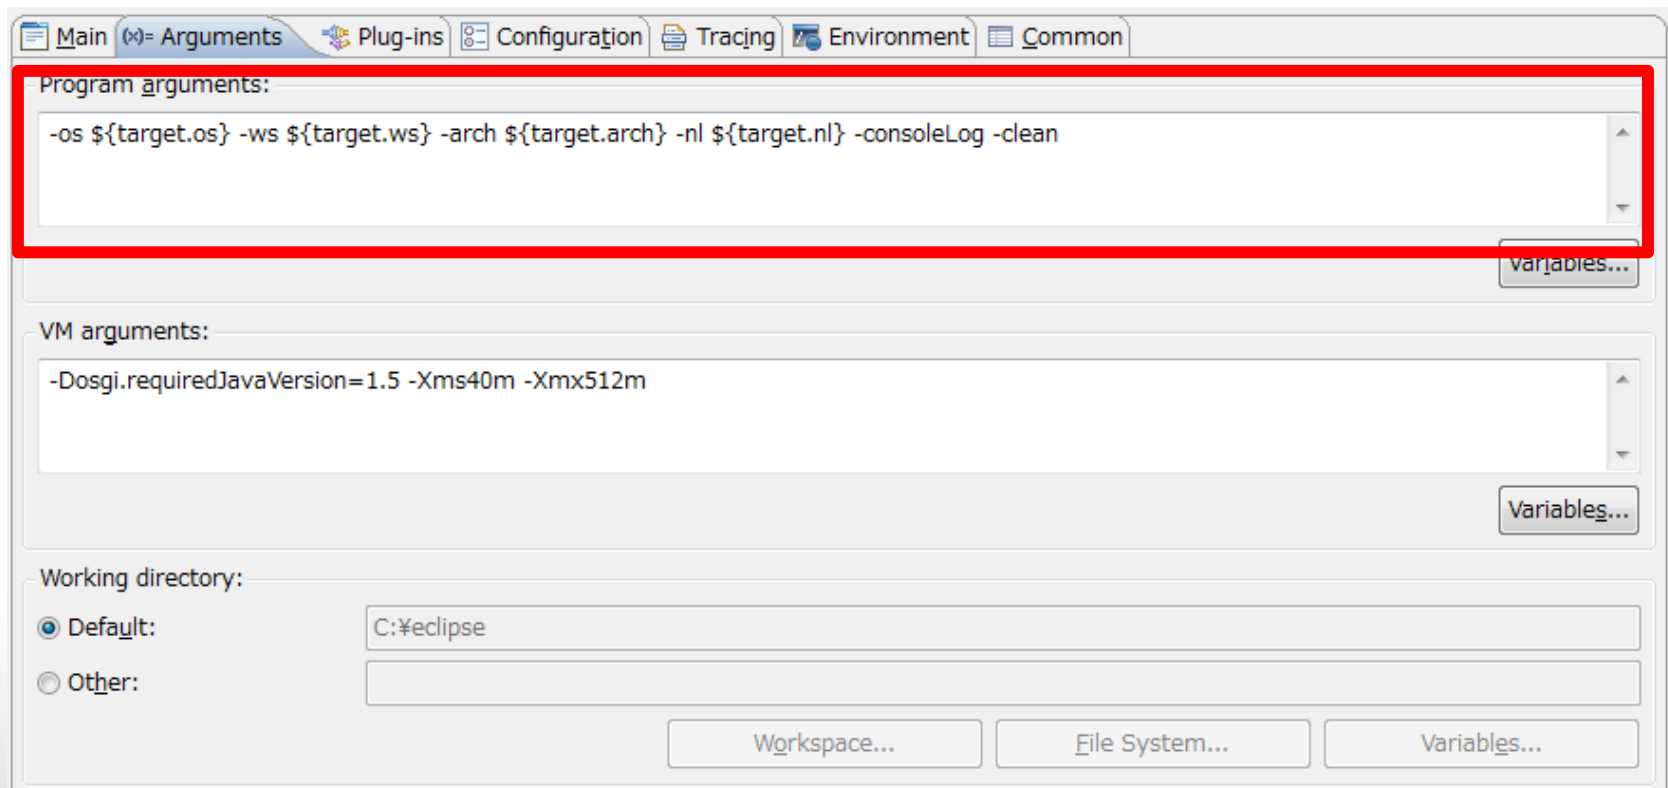 Main (x)= Arguments Plug-ins Configuration Tracing Environment Common
Program arguments:
-os ${target.os} -ws ${target.ws} -arch ${target.arch} -nl ${target.nl} -consoleLog -clean
Variables...
VM arguments:
-Dosgi.requiredJavaVersion=1.5 -Xms40m -Xmx512m
Variables...
Working directory:
Default: C:¥eclipse
Other:
Workspace... File System... Variables...